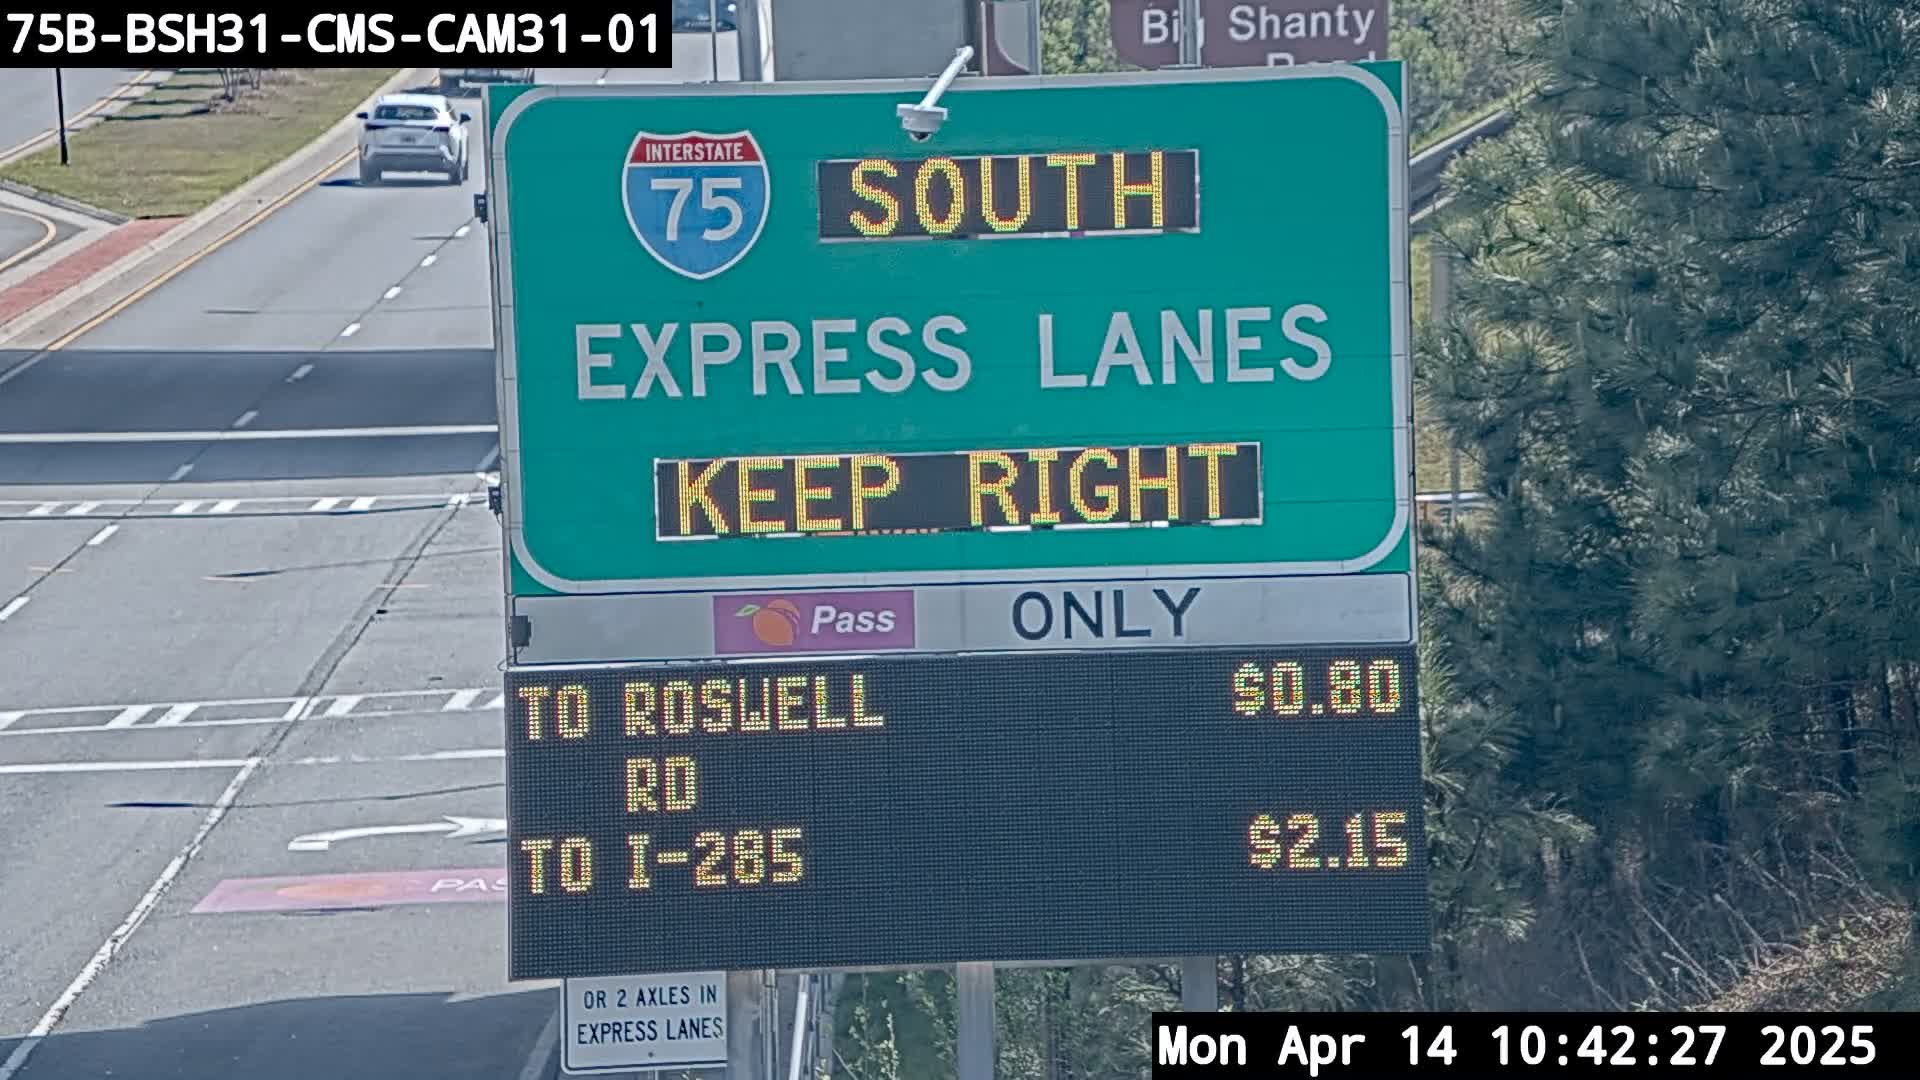 75B-BSH31-CMS-CAM31-01
Big Shanty
Road
INTERSTATE
75
SOUTH
EXPRESS LANES
KEEP RIGHT
Pass ONLY
TO ROSWELL $0.80
RD
TO I-285 $2.15
PAS
OR 2 AXLES IN
EXPRESS LANES
Mon Apr 14 10:42:27 2025